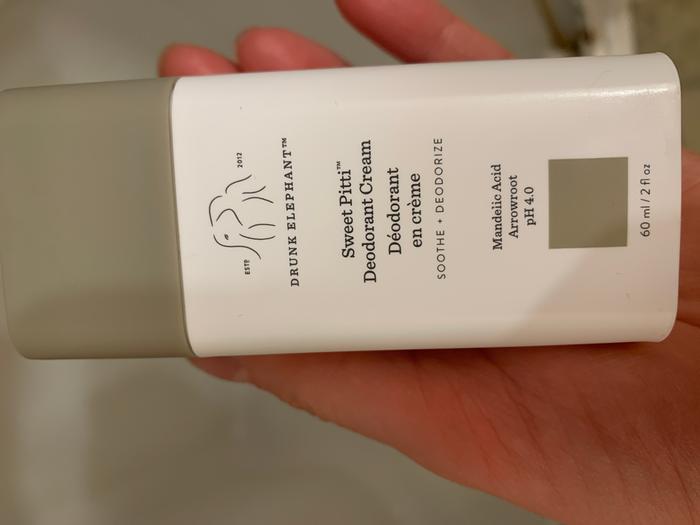 ESTD 2012
DRUNK ELEPHANT™
Sweet Pitti™
Deodorant Cream
Déodorant
en crème
SOOTHE + DEODORIZE
Mandelic Acid
Arrowroot
pH 4.0
60 ml / 2 fl oz